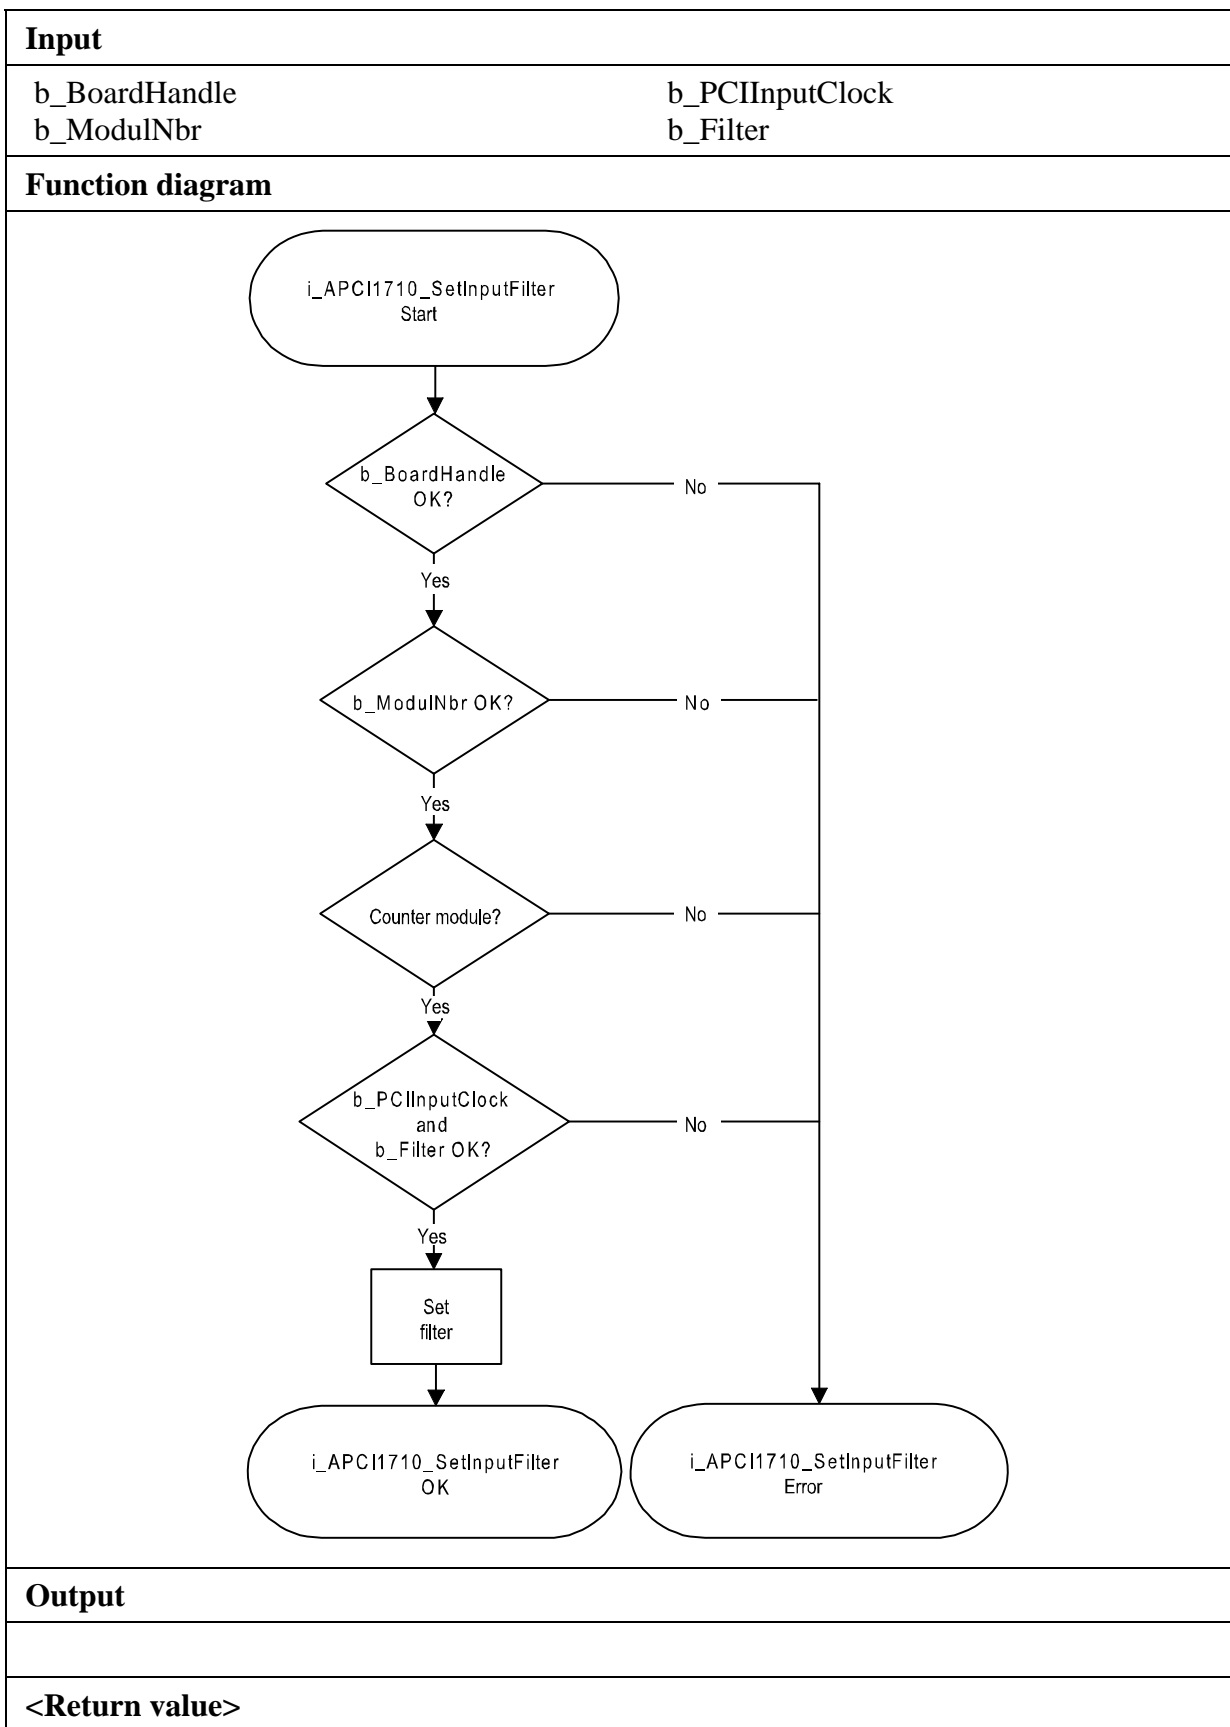 Input
b_BoardHandle b_PCIInputClock
b_ModulNbr b_Filter
Function diagram
i_APCI1710_SetInputFilter
Start
b_BoardHandle
OK?
No
Yes
b_ModulNbr OK?
No
Yes
Counter module?
No
Yes
b_PCIInputClock
and
b_Filter OK?
No
Yes
Set
filter
i_APCI1710_SetInputFilter
OK
i_APCI1710_SetInputFilter
Error
Output
<Return value>